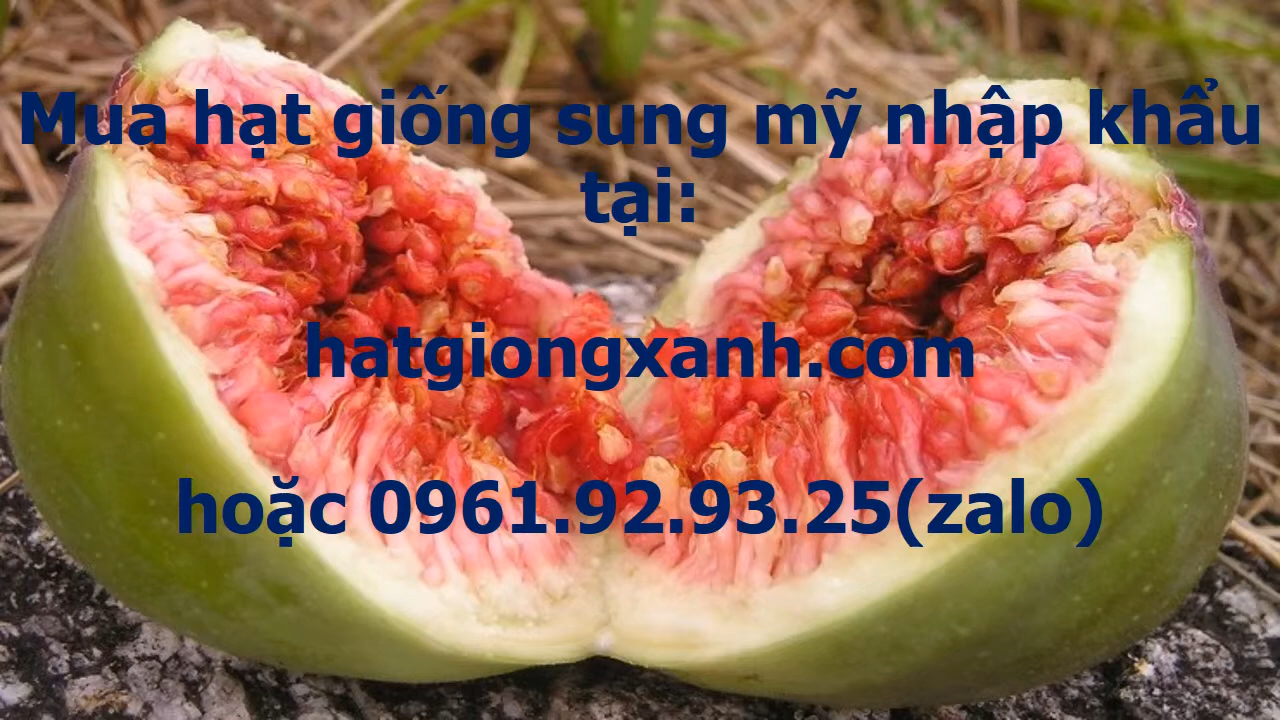 Mua hạt giống sung mỹ nhập khẩu
tại:
hatgiongxanh.com
hoặc 0961.92.93.25(zalo)